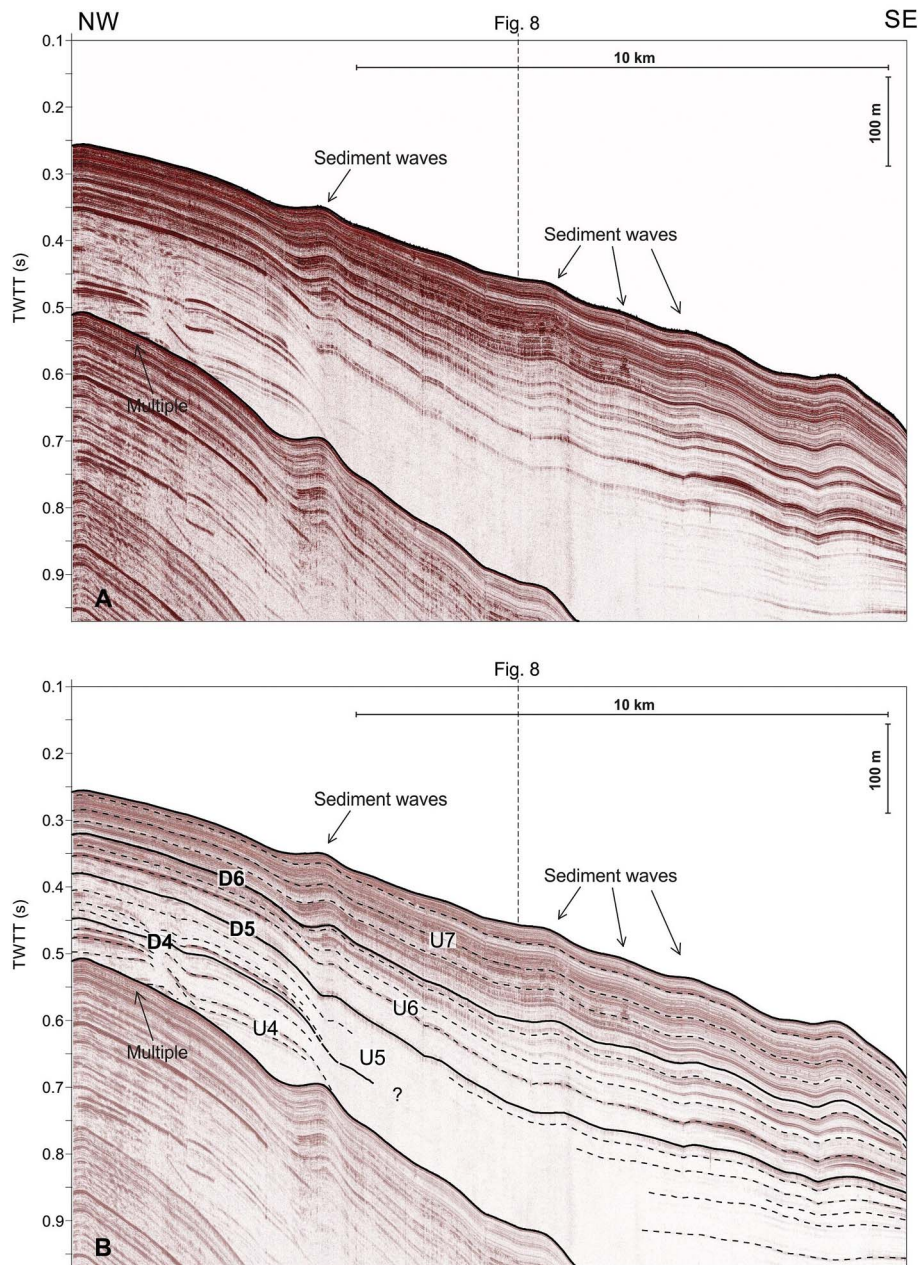 NW
Fig. 8
SE
0.1
10 km
100 m
0.2
Sediment waves
0.3
Sediment waves
0.4
TWTT (s)
0.5
0.6
Multiple
0.7
0.8
0.9
A
Fig. 8
0.1
10 km
100 m
0.2
Sediment waves
0.3
D6
Sediment waves
0.4
D5
D4
U7
TWTT (s)
0.5
U6
0.6
U4
U5
Multiple
?
0.7
0.8
0.9
B